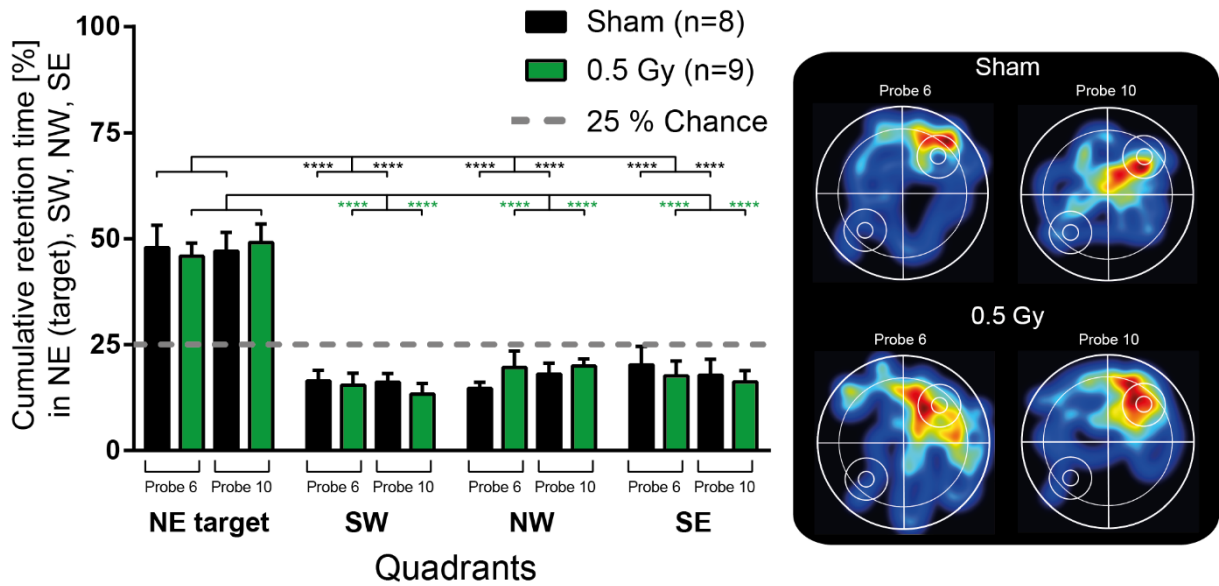 Cumulative retention time [%]
in NE (target), SW, NW, SE
100
75
50
25
0
Sham (n=8)
0.5 Gy (n=9)
25 % Chance
**** **** **** **** **** ****
**** **** **** **** **** ****
Probe 6 Probe 10 Probe 6 Probe 10 Probe 6 Probe 10 Probe 6 Probe 10
NE target SW NW SE
Quadrants
Sham
Probe 6 Probe 10
0.5 Gy
Probe 6 Probe 10